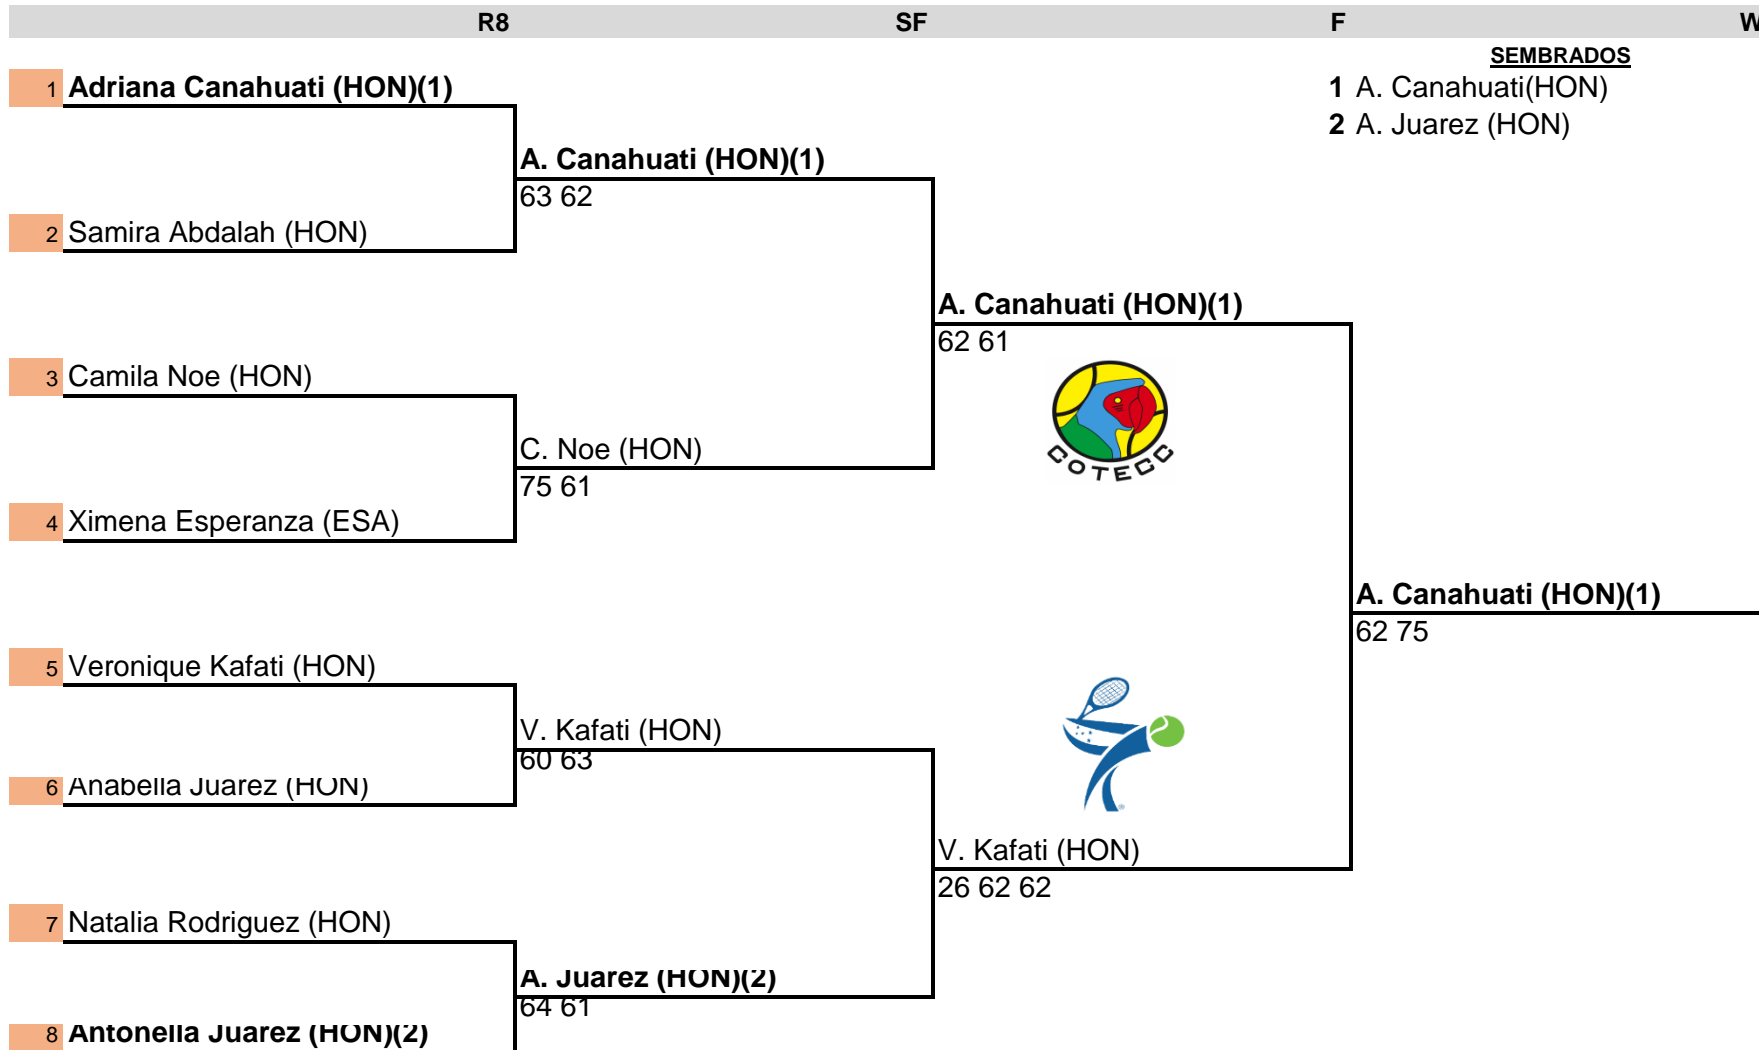 R8 SF F W
SEMBRADOS
1 Adriana Canahuati (HON)(1)
1 A. Canahuati(HON)
2 A. Juarez (HON)
A. Canahuati (HON)(1)
63 62
2 Samira Abdalah (HON)
A. Canahuati (HON)(1)
62 61
3 Camila Noe (HON)
C. Noe (HON)
75 61
COTECC
4 Ximena Esperanza (ESA)
A. Canahuati (HON)(1)
62 75
5 Veronique Kafati (HON)
V. Kafati (HON)
60 63
6 Anabella Juarez (HON)
V. Kafati (HON)
26 62 62
7 Natalia Rodriguez (HON)
A. Juarez (HON)(2)
64 61
8 Antonella Juarez (HON)(2)